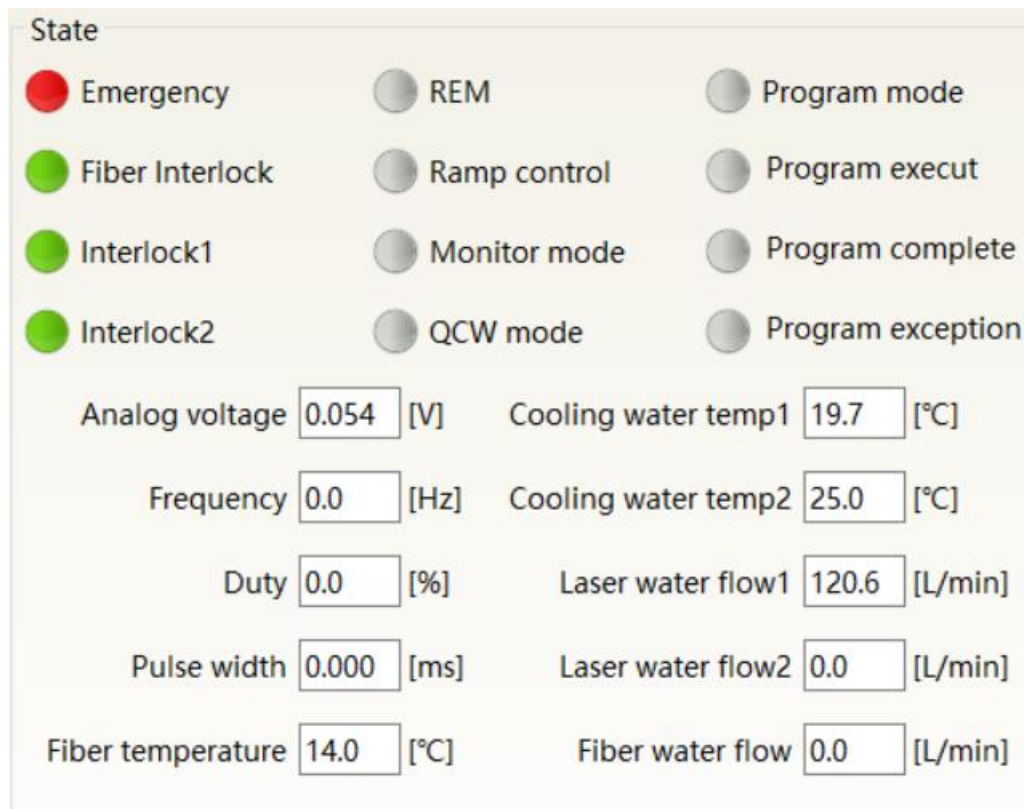 State
Emergency REM Program mode
Fiber Interlock Ramp control Program execut
Interlock1 Monitor mode Program complete
Interlock2 QCW mode Program exception
Analog voltage 0.054 [V] Cooling water temp1 19.7 [℃]
Frequency 0.0 [Hz] Cooling water temp2 25.0 [℃]
Duty 0.0 [%] Laser water flow1 120.6 [L/min]
Pulse width 0.000 [ms] Laser water flow2 0.0 [L/min]
Fiber temperature 14.0 [℃] Fiber water flow 0.0 [L/min]